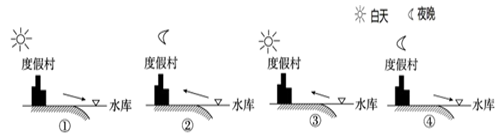 白天 夜晚
度假村 度假村 度假村 度假村
水库 水库 水库 水库
① ② ③ ④